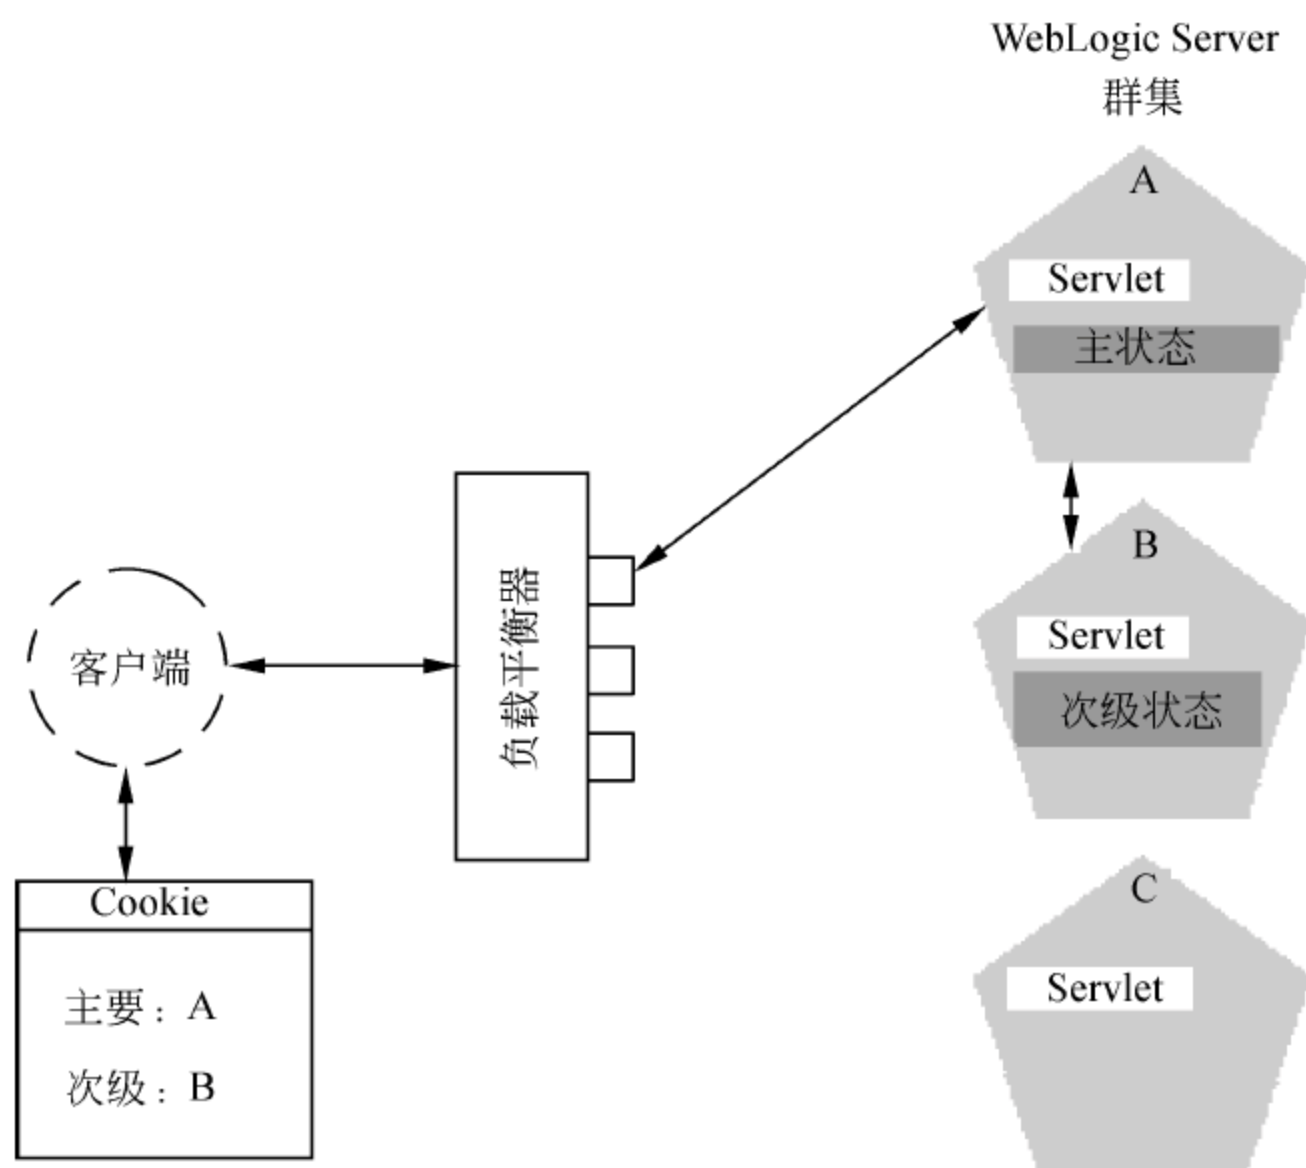 WebLogic Server
群集
A
Servlet
主状态
B
Servlet
次级状态
C
Servlet
负载平衡器
客户端
Cookie
主要：A
次级：B